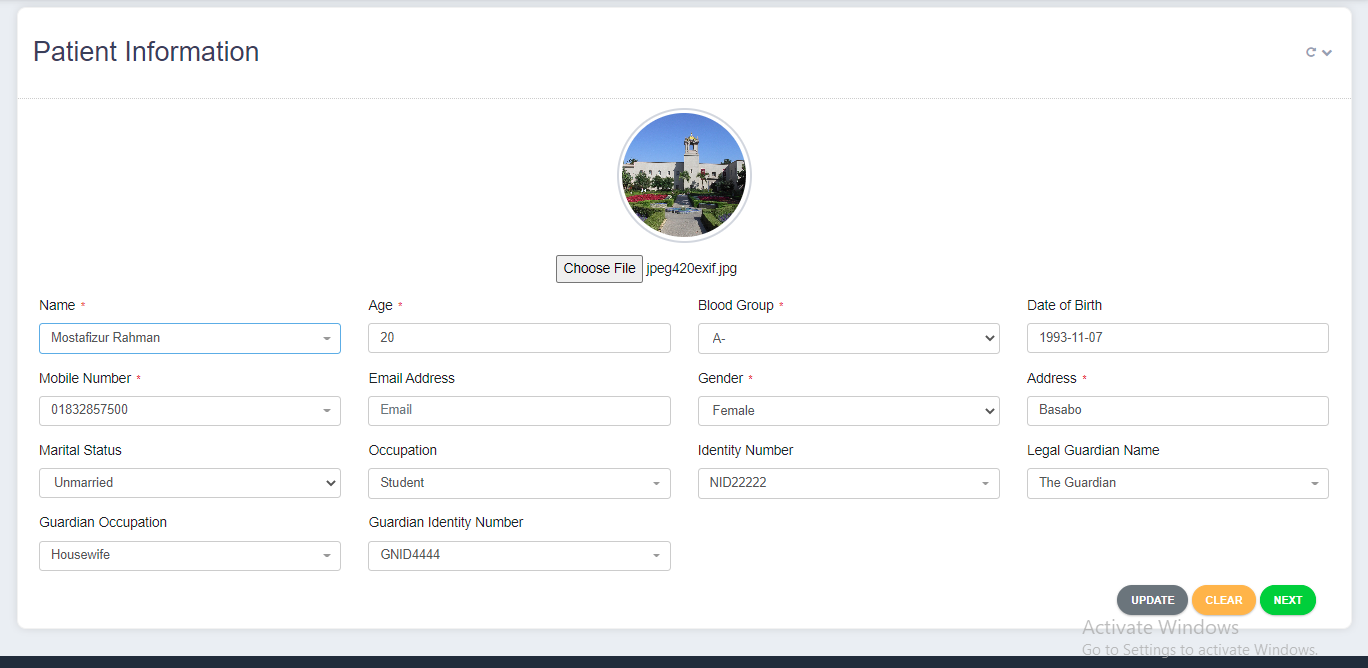 Patient Information
Choose File jpeg420exif.jpg
Name * Age * Blood Group * Date of Birth
Mostafizur Rahman 20 A- 1993-11-07
Mobile Number * Email Address Gender * Address *
01832857500 Email Female Basabo
Marital Status Occupation Identity Number Legal Guardian Name
Unmarried Student NID22222 The Guardian
Guardian Occupation Guardian Identity Number
Housewife GNID4444
UPDATE CLEAR NEXT
Activate Windows
Go to Settings to activate Windows.